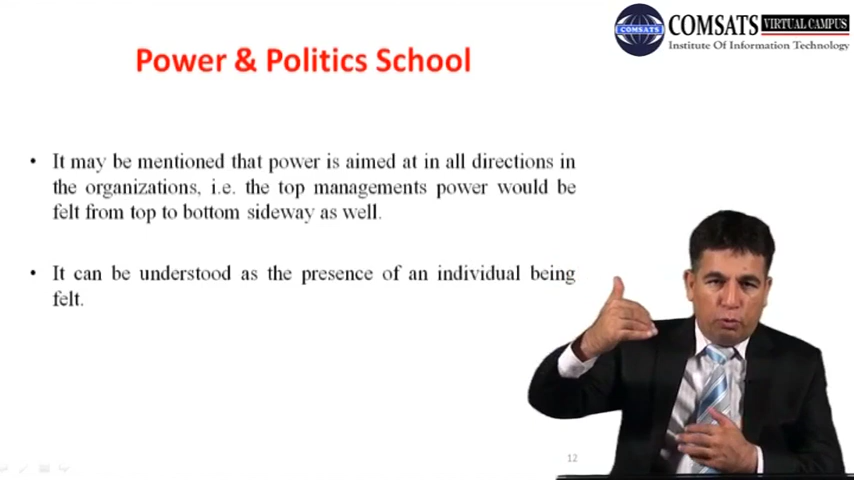 COMSATS VIRTUAL CAMPUS
COMSATS
Institute Of Information Technology
Power & Politics School
• It may be mentioned that power is aimed at in all directions in
the organizations, i.e. the top managements power would be
felt from top to bottom sideway as well.
• It can be understood as the presence of an individual being
felt.
12